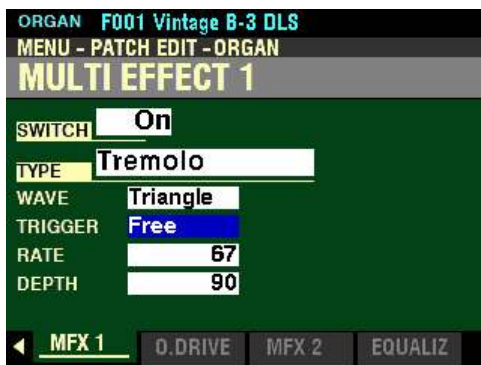 ORGAN F001 Vintage B-3 DLS
MENU - PATCH EDIT - ORGAN
MULTI EFFECT 1
SWITCH On
TYPE Tremolo
WAVE Triangle
TRIGGER Free
RATE 67
DEPTH 90
MFX 1 O.DRIVE MFX 2 EQUALIZ